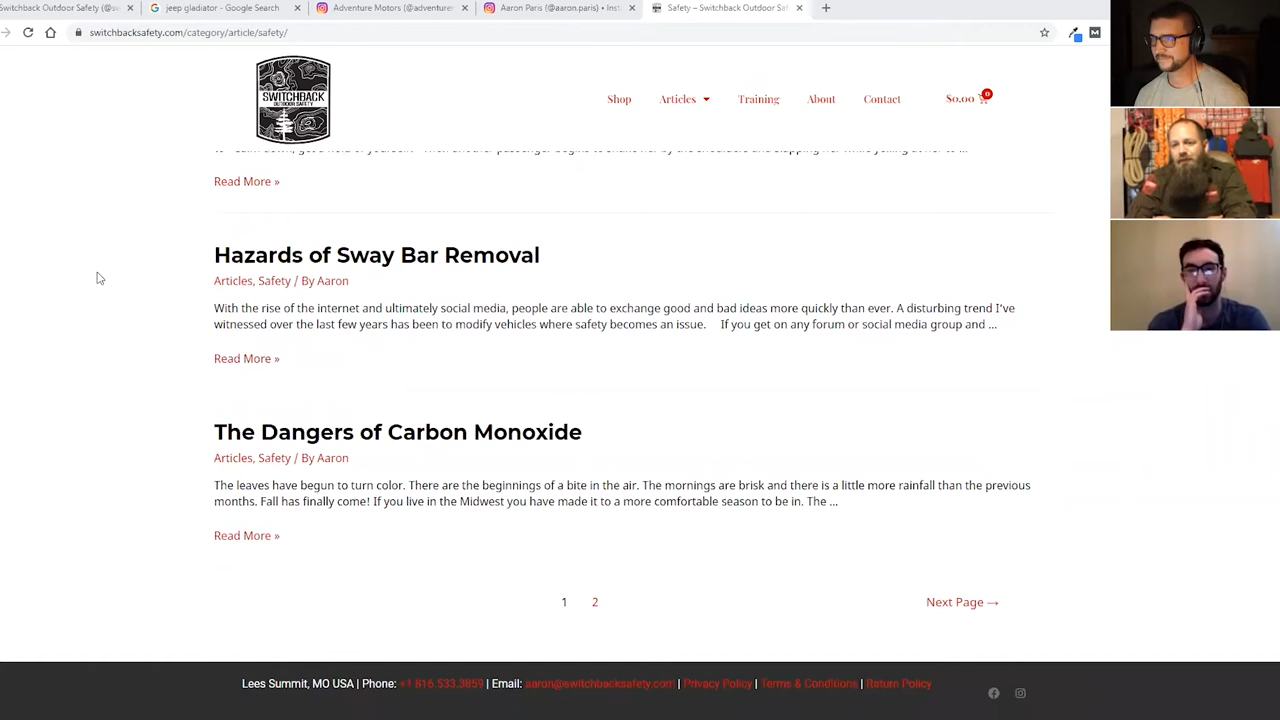 Switchback Outdoor Safety (@sw
jeep gladiator - Google Search
Adventure Motors (@adventure
Aaron Paris (@aaron.paris) • Inst
Safety – Switchback Outdoor Saf
switchbacksafety.com/category/article/safety/
SWITCHBACK
OUTDOOR SAFETY
Shop
Articles
Training
About
Contact
$0.00
0
Read More »
Hazards of Sway Bar Removal
Articles, Safety / By Aaron
With the rise of the internet and ultimately social media, people are able to exchange good and bad ideas more quickly than ever. A disturbing trend I've
witnessed over the last few years has been to modify vehicles where safety becomes an issue. If you get on any forum or social media group and ...
Read More »
The Dangers of Carbon Monoxide
Articles, Safety / By Aaron
The leaves have begun to turn color. There are the beginnings of a bite in the air. The mornings are brisk and there is a little more rainfall than the previous
months. Fall has finally come! If you live in the Midwest you have made it to a more comfortable season to be in. The ...
Read More »
1 2 Next Page →
Lees Summit, MO USA | Phone: +1 816.533.3859 | Email: aaron@switchbacksafety.com | Privacy Policy | Terms & Conditions | Return Policy